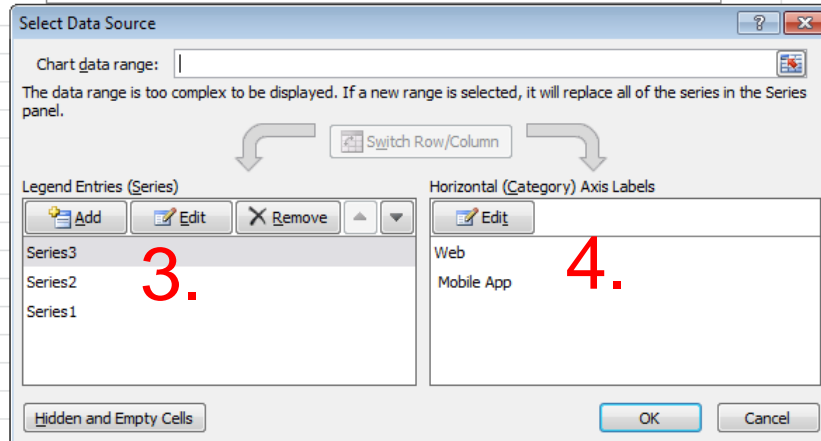 Select Data Source
Chart data range:
The data range is too complex to be displayed. If a new range is selected, it will replace all of the series in the Series
panel.
Switch Row/Column
Legend Entries (Series)
Horizontal (Category) Axis Labels
Add Edit Remove
Edit
Series3
Series2
Series1
3.
Web
Mobile App
4.
Hidden and Empty Cells
OK
Cancel